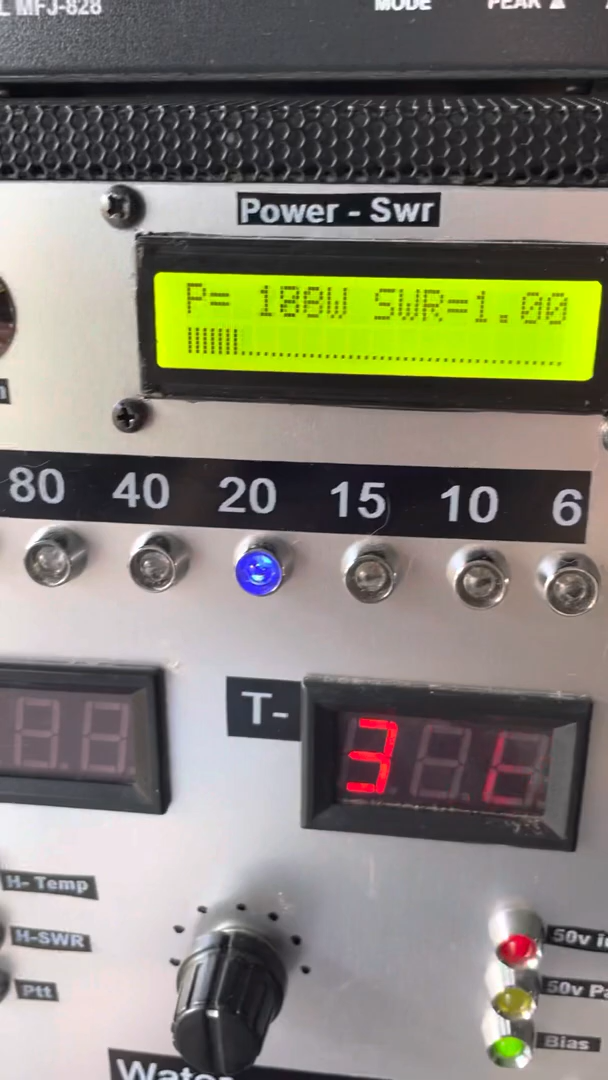 L MFJ-828
MODE PEAK ▲
Power - Swr
P= 100W SWR=1.00
80 40 20 15 10 6
T-
3
H- Temp
H-SWR
Ptt
50v
50v
Bias